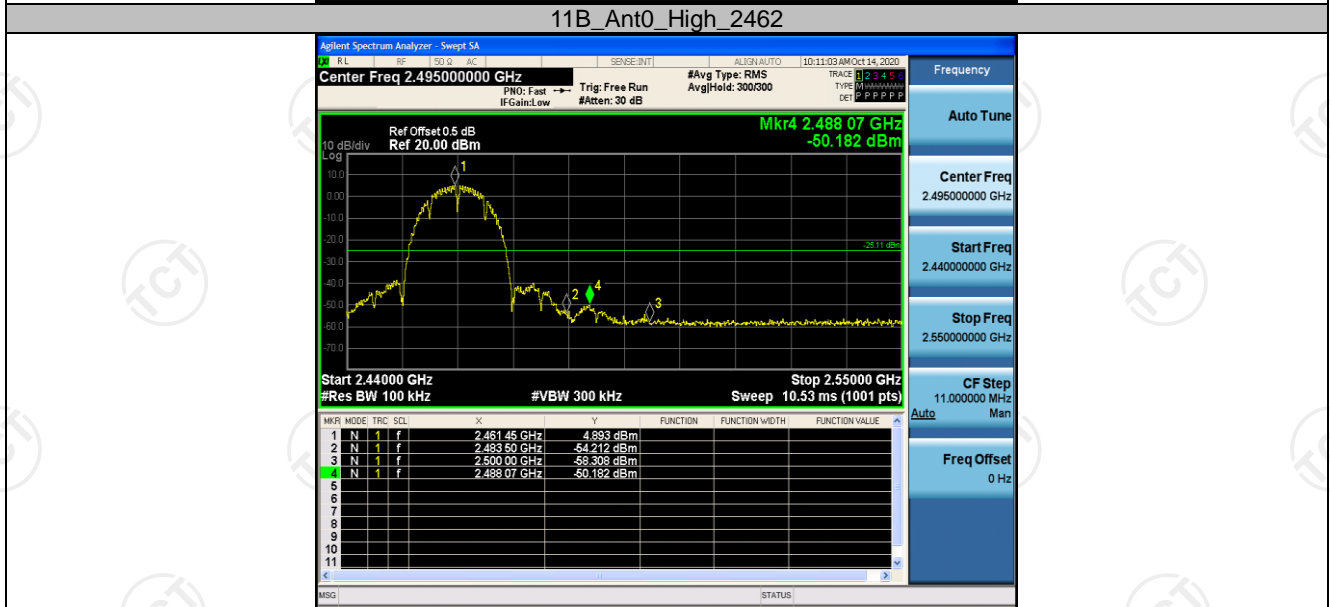 11B_Ant0_High_2462
Agilent Spectrum Analyzer - Swept SA
RL RF 50 Ω AC SENSE:INT ALIGN AUTO 10:11:03 AM Oct 14, 2020
Center Freq 2.495000000 GHz
PNO: Fast
IFGain:Low
Trig: Free Run
#Atten: 30 dB
#Avg Type: RMS
Avg|Hold: 300/300
TRACE 1 2 3 4 5 6
TYPE M
DET P P P P P P
Frequency
Auto Tune
Center Freq
2.495000000 GHz
Start Freq
2.440000000 GHz
Stop Freq
2.550000000 GHz
CF Step
11.000000 MHz
Auto Man
Freq Offset
0 Hz
Mkr4 2.488 07 GHz
-50.182 dBm
Ref Offset 0.5 dB
10 dB/div Ref 20.00 dBm
Log
10.0
0.00
-10.0
-20.0
-30.0
-40.0
-50.0
-60.0
-70.0
1
2
4
3
-25.11 dBm
Start 2.44000 GHz Stop 2.55000 GHz
#Res BW 100 kHz #VBW 300 kHz Sweep 10.53 ms (1001 pts)
MKR MODE TRC SCL X Y FUNCTION FUNCTION WIDTH FUNCTION VALUE
1 N 1 f 2.461 45 GHz 4.893 dBm
2 N 1 f 2.483 50 GHz -54.212 dBm
3 N 1 f 2.500 00 GHz -58.308 dBm
4 N 1 f 2.488 07 GHz -50.182 dBm
5
6
7
8
9
10
11
MSG STATUS
TCT
TCT